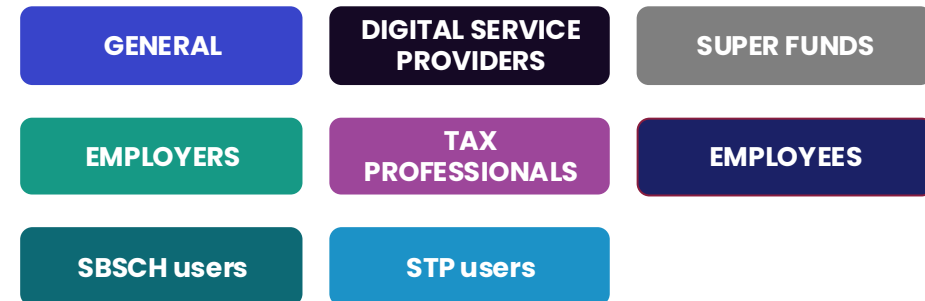 GENERAL
DIGITAL SERVICE
PROVIDERS
SUPER FUNDS
EMPLOYERS
TAX
PROFESSIONALS
EMPLOYEES
SBSCH users
STP users